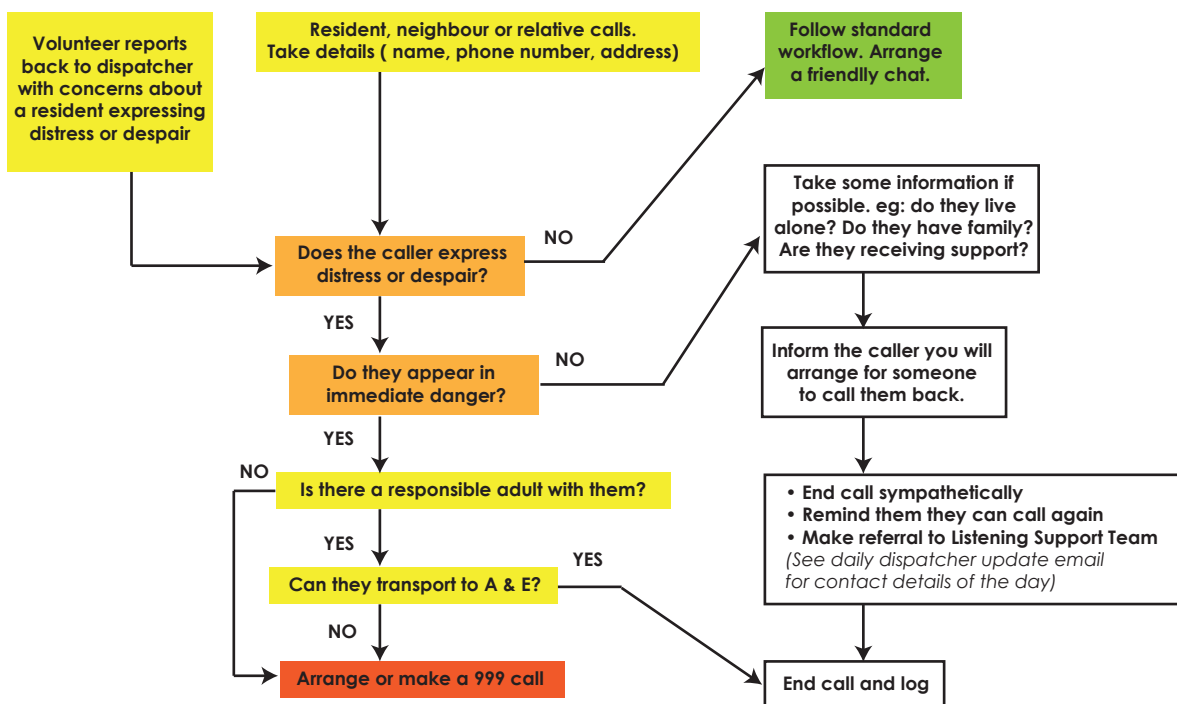 Volunteer reports
back to dispatcher
with concerns about
a resident expressing
distress or despair
Resident, neighbour or relative calls.
Take details ( name, phone number, address)
Follow standard
workflow. Arrange
a friendlly chat.
Does the caller express
distress or despair?
NO
Take some information if
possible. eg: do they live
alone? Do they have family?
Are they receiving support?
YES
Do they appear in
immediate danger?
NO
Inform the caller you will
arrange for someone
to call them back.
YES
NO
Is there a responsible adult with them?
• End call sympathetically
• Remind them they can call again
• Make referral to Listening Support Team
(See daily dispatcher update email
for contact details of the day)
YES
YES
Can they transport to A & E?
NO
Arrange or make a 999 call
End call and log